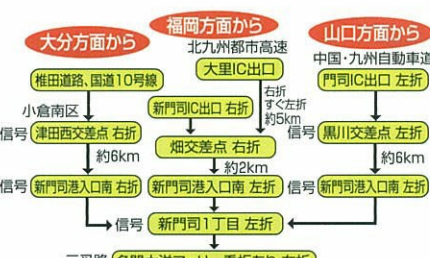 大分方面から
福岡方面から
山口方面から
北九州都市高速
中国・九州自動車道
椎田道路、国道10号線
大里IC出口
門司IC出口 左折
右折
すぐ左折
約5km
小倉南区
新門司IC出口 右折
信号 津田西交差点 右折
畑交差点 右折
信号 黒川交差点 左折
約6km
約2km
約6km
信号 新門司港入口南 右折
新門司港入口南 左折
信号 新門司港入口南 左折
信号 新門司1丁目 左折